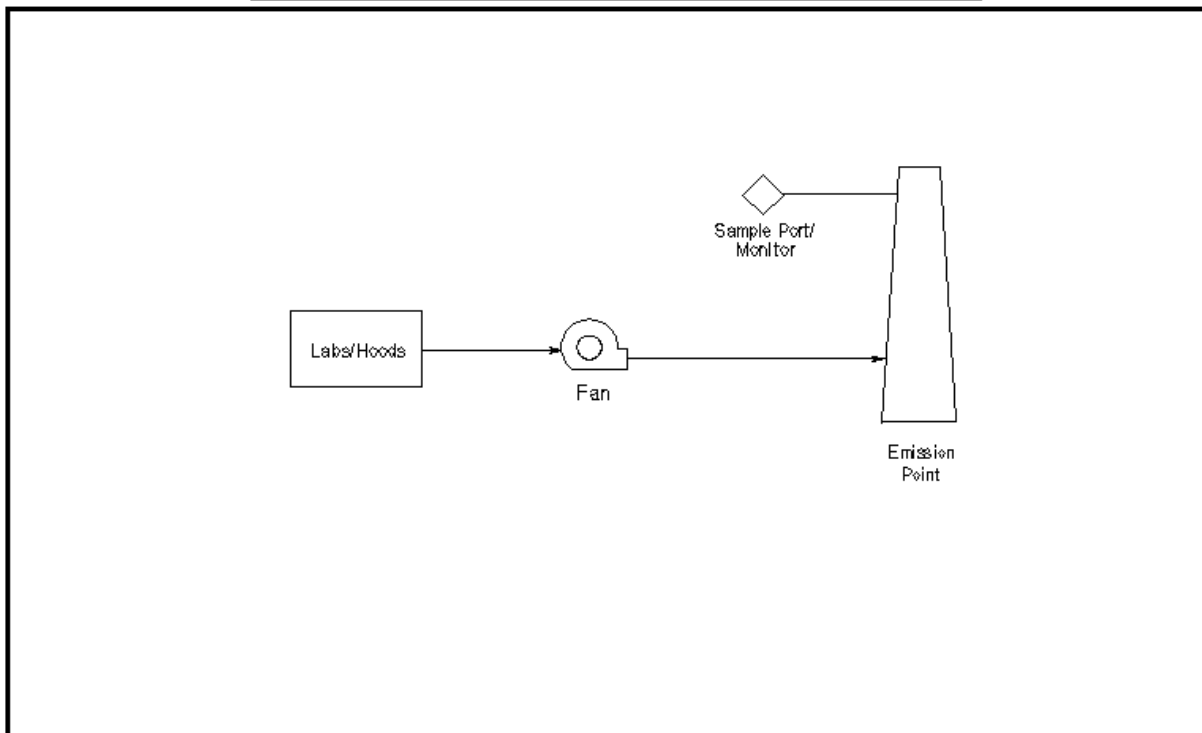 Sample Port/
Monitor
Labs/Hoods
Fan
Emission
Point